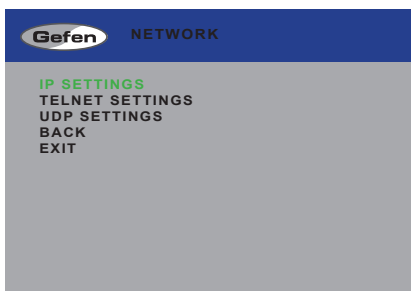 Gefen NETWORK
IP SETTINGS
TELNET SETTINGS
UDP SETTINGS
BACK
EXIT